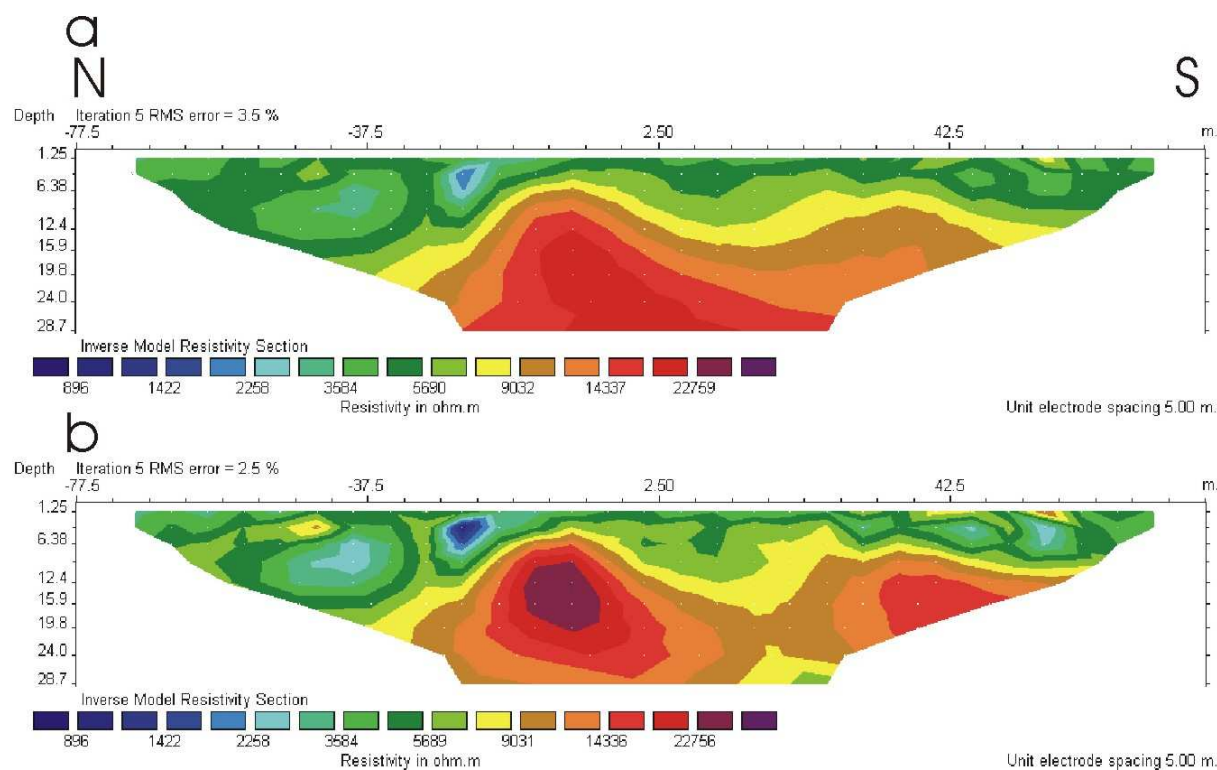 a
N S
Depth Iteration 5 RMS error = 3.5 %
-77.5 -37.5 2.50 42.5 m.
1.25
6.38
12.4
15.9
19.8
24.0
28.7
Inverse Model Resistivity Section
896 1422 2258 3584 5690 9032 14337 22759
Resistivity in ohm.m Unit electrode spacing 5.00 m.
b
Depth Iteration 5 RMS error = 2.5 %
-77.5 -37.5 2.50 42.5 m.
1.25
6.38
12.4
15.9
19.8
24.0
28.7
Inverse Model Resistivity Section
896 1422 2258 3584 5689 9031 14336 22756
Resistivity in ohm.m Unit electrode spacing 5.00 m.